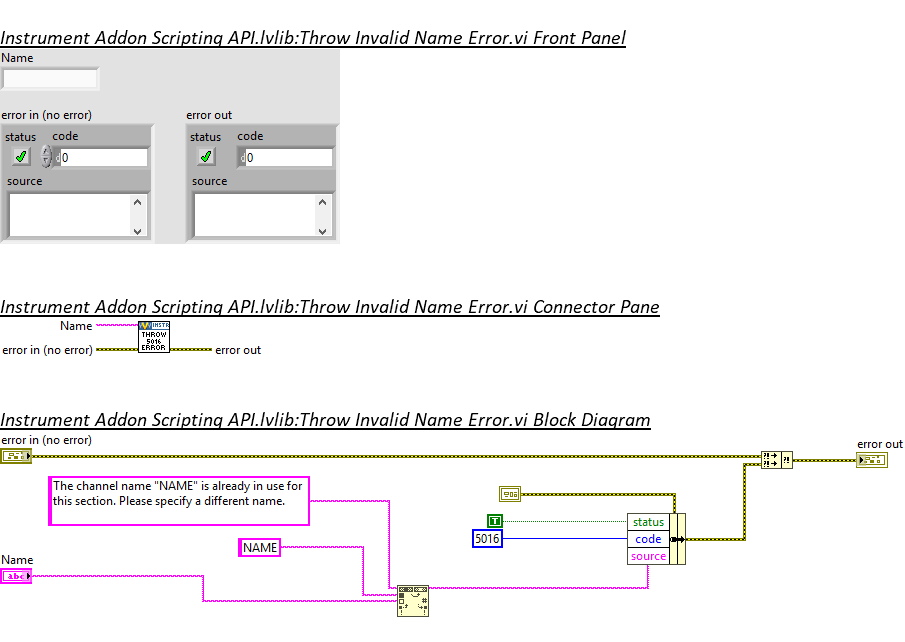 Instrument Addon Scripting API.lvlib:Throw Invalid Name Error.vi Front Panel
Name
error in (no error)
error out
status code
status code
0
0
source
source
Instrument Addon Scripting API.lvlib:Throw Invalid Name Error.vi Connector Pane
Name
INSTR
THROW
5016
ERROR
error in (no error)
error out
Instrument Addon Scripting API.lvlib:Throw Invalid Name Error.vi Block Diagram
error in (no error)
error out
The channel name "NAME" is already in use for
this section. Please specify a different name.
T
status
5016
code
NAME
source
Name
abc